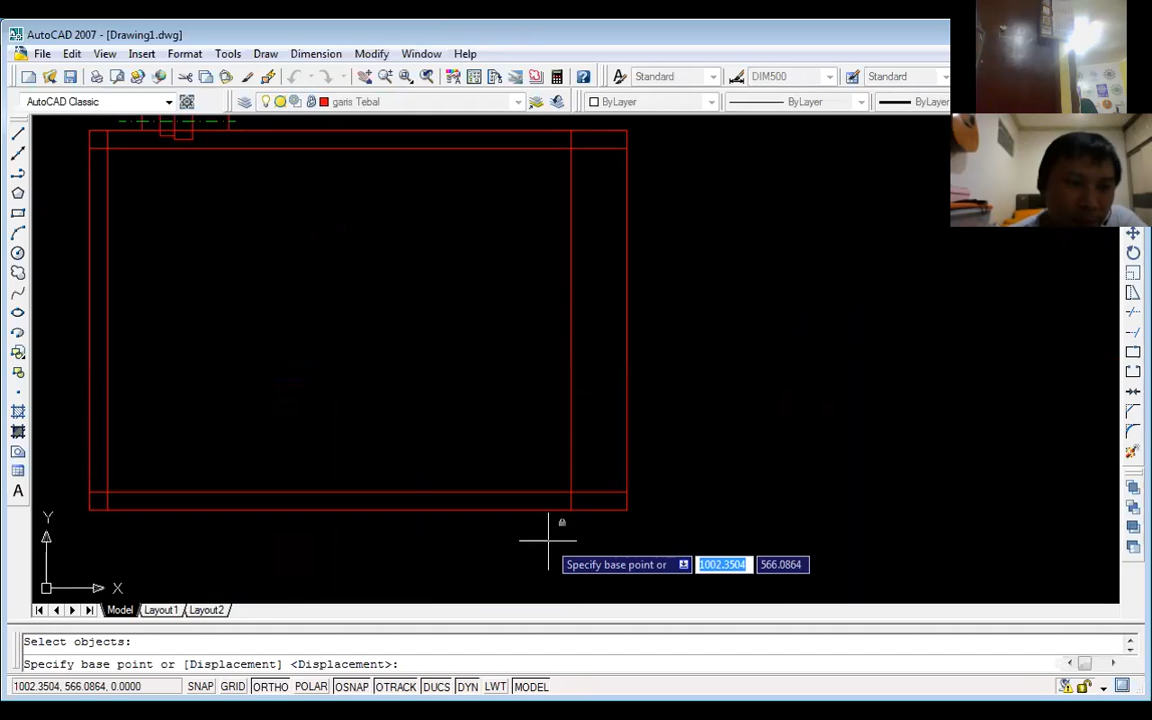 AutoCAD 2007 - [Drawing1.dwg]
File Edit View Insert Format Tools Draw Dimension Modify Window Help
Standard DIM500 Standard
AutoCAD Classic garis Tebal ByLayer ByLayer ByLayer
Specify base point or 1002.3504 566.0864
Y
X
Model Layout1 Layout2
Select objects:
Specify base point or [Displacement] <Displacement>:
1002.3504, 566.0864, 0.0000 SNAP GRID ORTHO POLAR OSNAP OTRACK DUCS DYN LWT MODEL